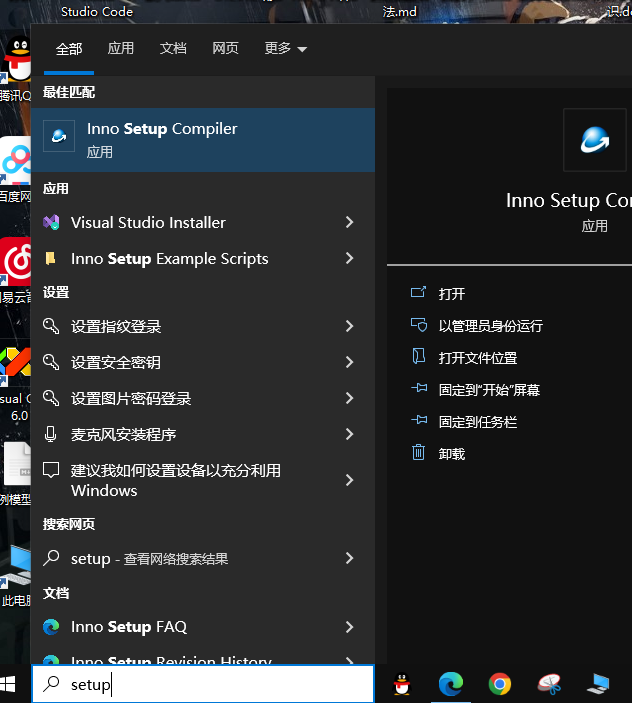 Studio Code
法.md
识.do
全部
应用
文档
网页
更多
最佳匹配
Inno Setup Compiler
应用
应用
Visual Studio Installer
Inno Setup Example Scripts
设置
设置指纹登录
设置安全密钥
设置图片密码登录
麦克风安装程序
建议我如何设置设备以充分利用
Windows
搜索网页
setup - 查看网络搜索结果
文档
Inno Setup FAQ
Inno Setup Revision History
setup
Inno Setup Cor
应用
打开
以管理员身份运行
打开文件位置
固定到“开始”屏幕
固定到任务栏
卸载
腾讯Q
百度网
易云音
sual C
6.0
例模型
此电脑